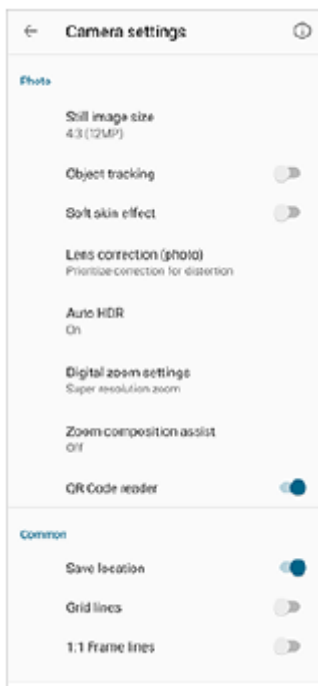 Camera settings
Photo
Still image size
4:3 (12MP)
Object tracking
Soft skin effect
Lens correction (photo)
Prioritize correction for distortion
Auto HDR
On
Digital zoom settings
Super resolution zoom
Zoom composition assist
Off
QR Code reader
Common
Save location
Grid lines
1:1 Frame lines